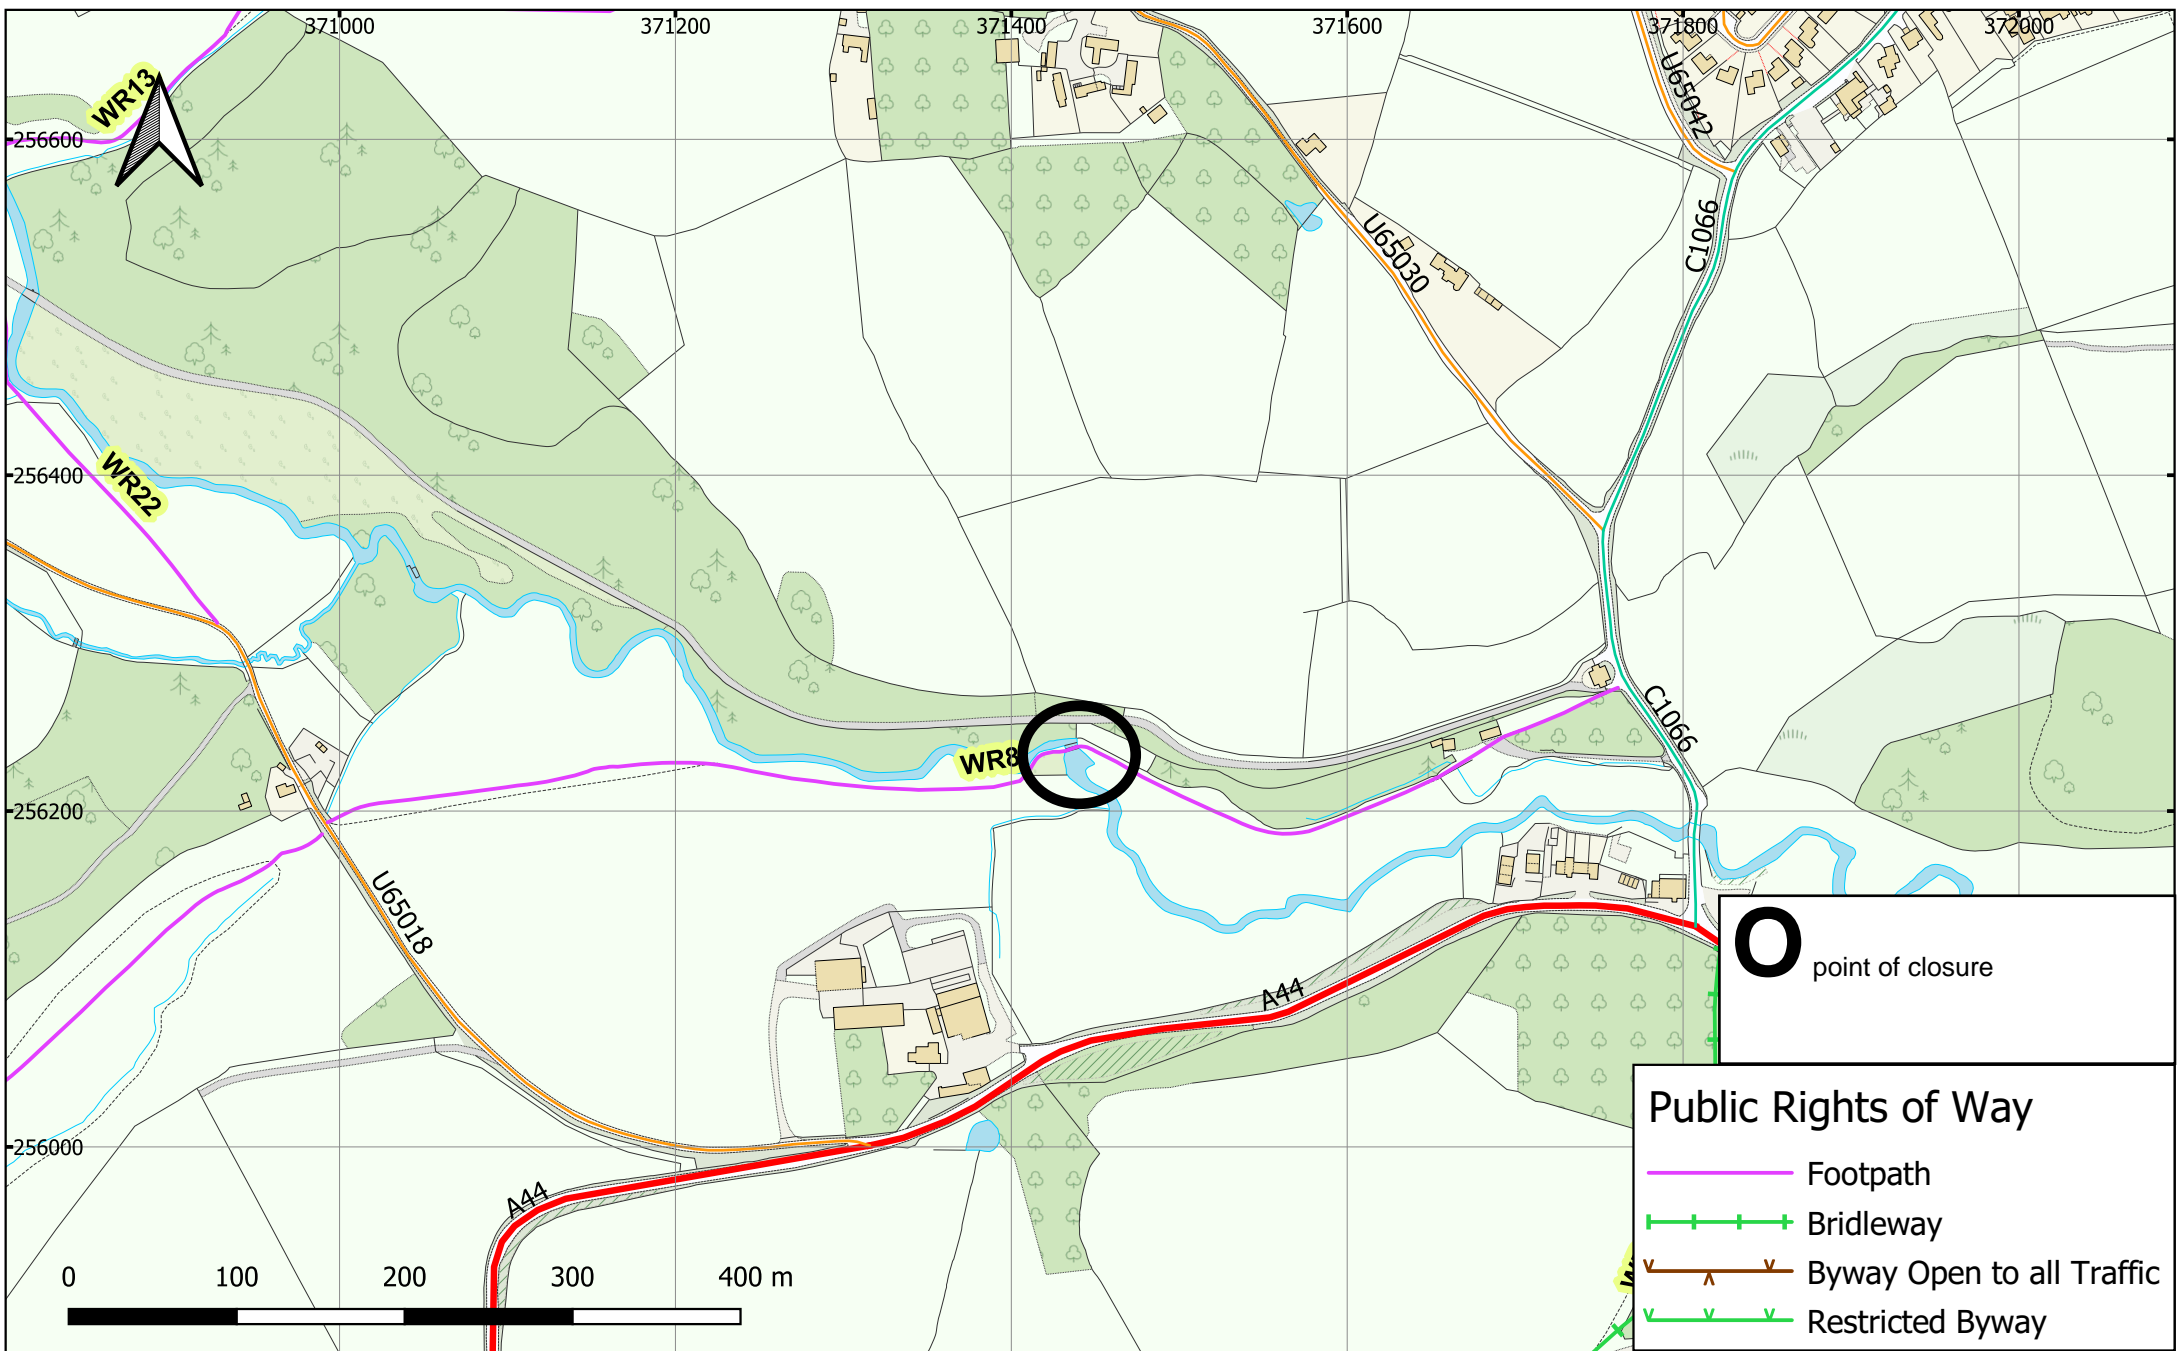 371000
371200
371400
371600
371800
372000
WR13
256600
U65042
C1066
U65030
256400
WR22
C1066
WR8
256200
U65018
A44
O point of closure
256000
A44
Public Rights of Way
Footpath
Bridleway
Byway Open to all Traffic
Restricted Byway
0 100 200 300 400 m